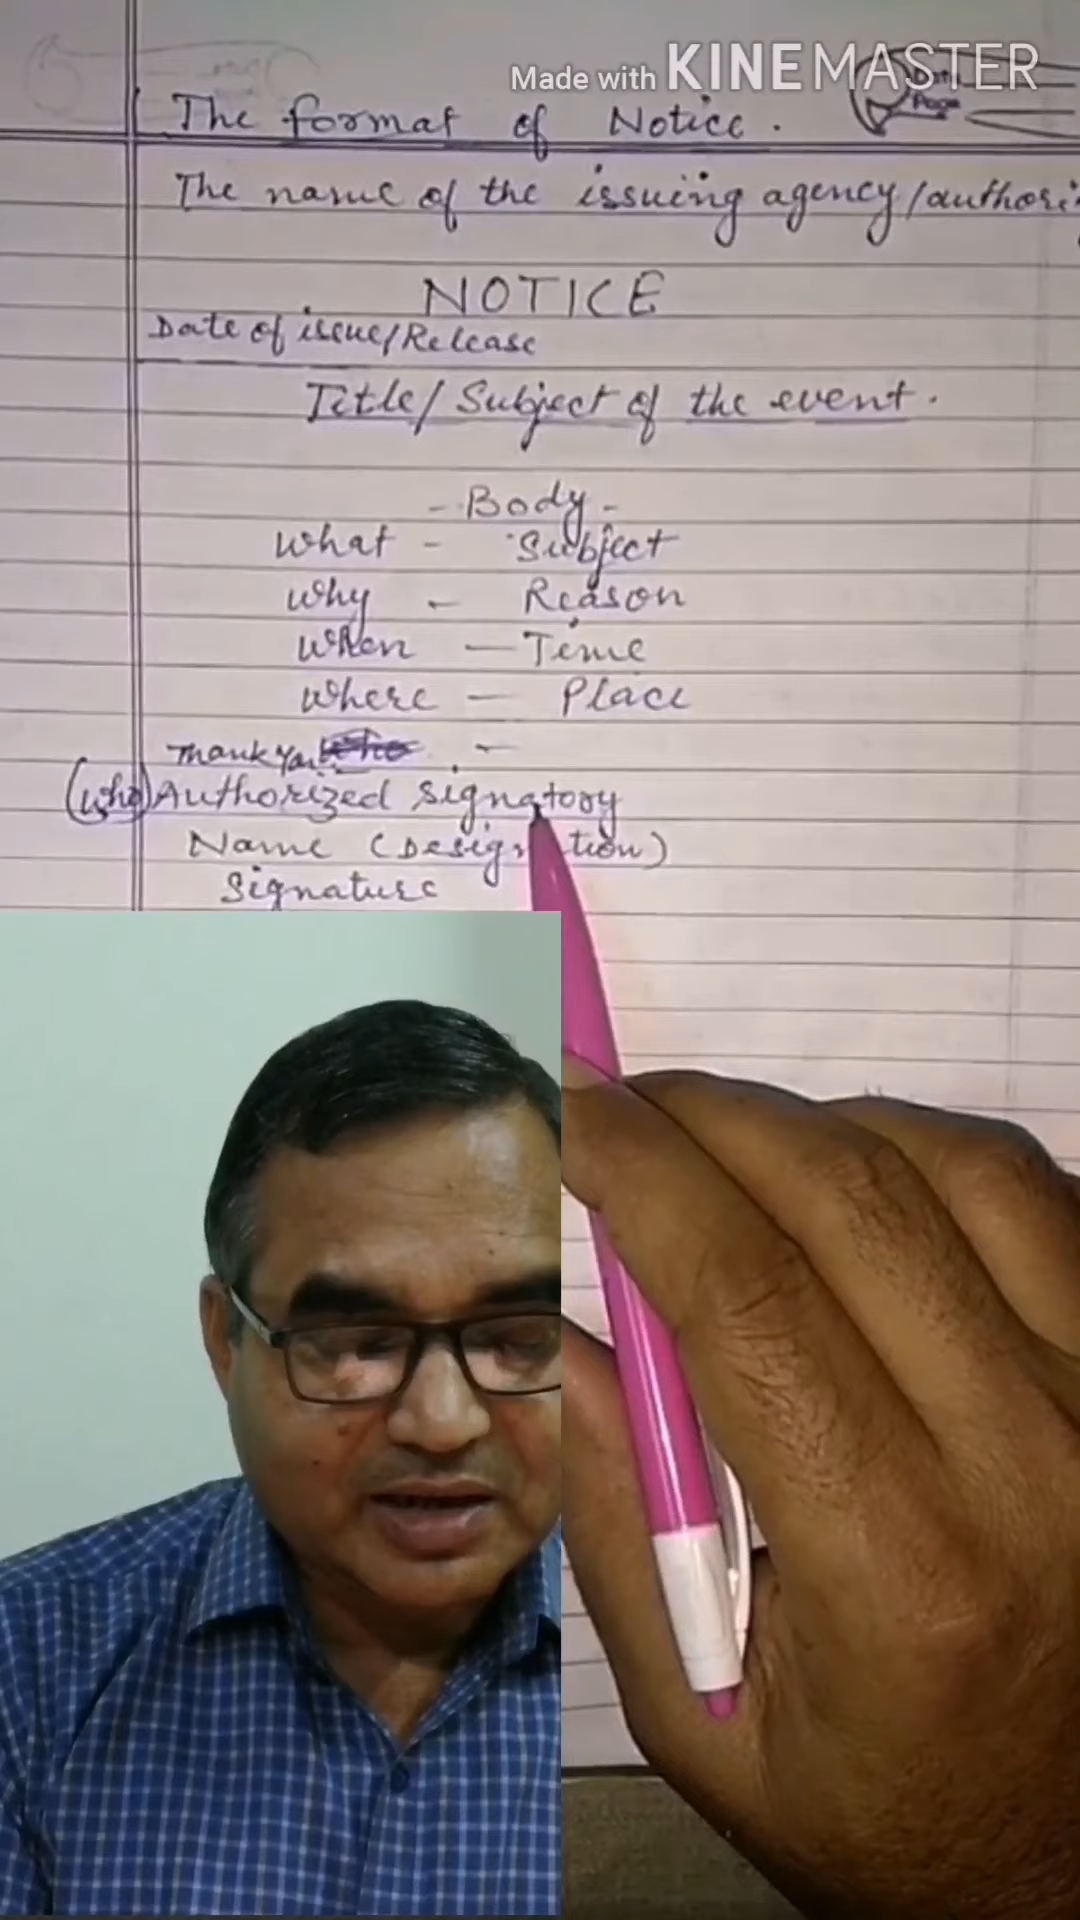 Made with KINEMASTER
Date
Page
The format of Notice.
The name of the issuing agency/authori
NOTICE
Date of issue/Release
Title/Subject of the event.
- Body -
What - Subject
Why - Reason
When - Time
Where - Place
Thank You -
(Who) Authorized Signatory
Name (Designation)
Signature